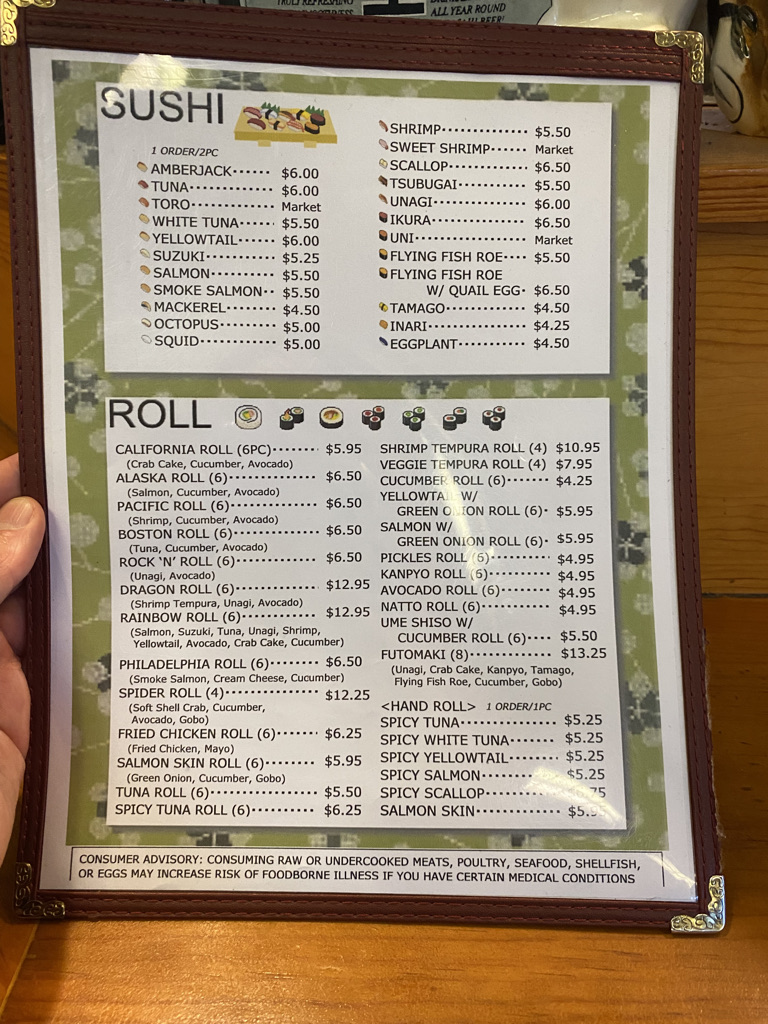 TRULY REFRESHING
ALL YEAR ROUND
SUSHI
1 ORDER/2PC
AMBERJACK······ $6.00
TUNA············ $6.00
TORO············ Market
WHITE TUNA····· $5.50
YELLOWTAIL····· $6.00
SUZUKI·········· $5.25
SALMON········· $5.50
SMOKE SALMON·· $5.50
MACKEREL······ $4.50
OCTOPUS······· $5.00
SQUID··········· $5.00
SHRIMP·············· $5.50
SWEET SHRIMP····· Market
SCALLOP············ $6.50
TSUBUGAI·········· $5.50
UNAGI·············· $6.00
IKURA·············· $6.50
UNI················· Market
FLYING FISH ROE···· $5.50
FLYING FISH ROE
W/ QUAIL EGG· $6.50
TAMAGO··········· $4.50
INARI·············· $4.25
EGGPLANT·········· $4.50
ROLL
CALIFORNIA ROLL (6PC)········ $5.95
(Crab Cake, Cucumber, Avocado)
ALASKA ROLL (6)·············· $6.50
(Salmon, Cucumber, Avocado)
PACIFIC ROLL (6)·············· $6.50
(Shrimp, Cucumber, Avocado)
BOSTON ROLL (6)············· $6.50
(Tuna, Cucumber, Avocado)
ROCK 'N' ROLL (6)············ $6.50
(Unagi, Avocado)
DRAGON ROLL (6)············· $12.95
(Shrimp Tempura, Unagi, Avocado)
RAINBOW ROLL (6)············ $12.95
(Salmon, Suzuki, Tuna, Unagi, Shrimp,
Yellowtail, Avocado, Crab Cake, Cucumber)
PHILADELPHIA ROLL (6)········ $6.50
(Smoke Salmon, Cream Cheese, Cucumber)
SPIDER ROLL (4)··············· $12.25
(Soft Shell Crab, Cucumber,
Avocado, Gobo)
FRIED CHICKEN ROLL (6)······· $6.25
(Fried Chicken, Mayo)
SALMON SKIN ROLL (6)········· $5.95
(Green Onion, Cucumber, Gobo)
TUNA ROLL (6)················ $5.50
SPICY TUNA ROLL (6)·········· $6.25
SHRIMP TEMPURA ROLL (4) $10.95
VEGGIE TEMPURA ROLL (4) $7.95
CUCUMBER ROLL (6)······· $4.25
YELLOWTAIL W/
GREEN ONION ROLL (6)· $5.95
SALMON W/
GREEN ONION ROLL (6)· $5.95
PICKLES ROLL (6)·········· $4.95
KANPYO ROLL (6)·········· $4.95
AVOCADO ROLL (6)········ $4.95
NATTO ROLL (6)··········· $4.95
UME SHISO W/
CUCUMBER ROLL (6)···· $5.50
FUTOMAKI (8)············· $13.25
(Unagi, Crab Cake, Kanpyo, Tamago,
Flying Fish Roe, Cucumber, Gobo)
<HAND ROLL> 1 ORDER/1PC
SPICY TUNA·············· $5.25
SPICY WHITE TUNA······· $5.25
SPICY YELLOWTAIL······· $5.25
SPICY SALMON··········· $5.25
SPICY SCALLOP··········
SALMON SKIN············
CONSUMER ADVISORY: CONSUMING RAW OR UNDERCOOKED MEATS, POULTRY, SEAFOOD, SHELLFISH,
OR EGGS MAY INCREASE RISK OF FOODBORNE ILLNESS IF YOU HAVE CERTAIN MEDICAL CONDITIONS